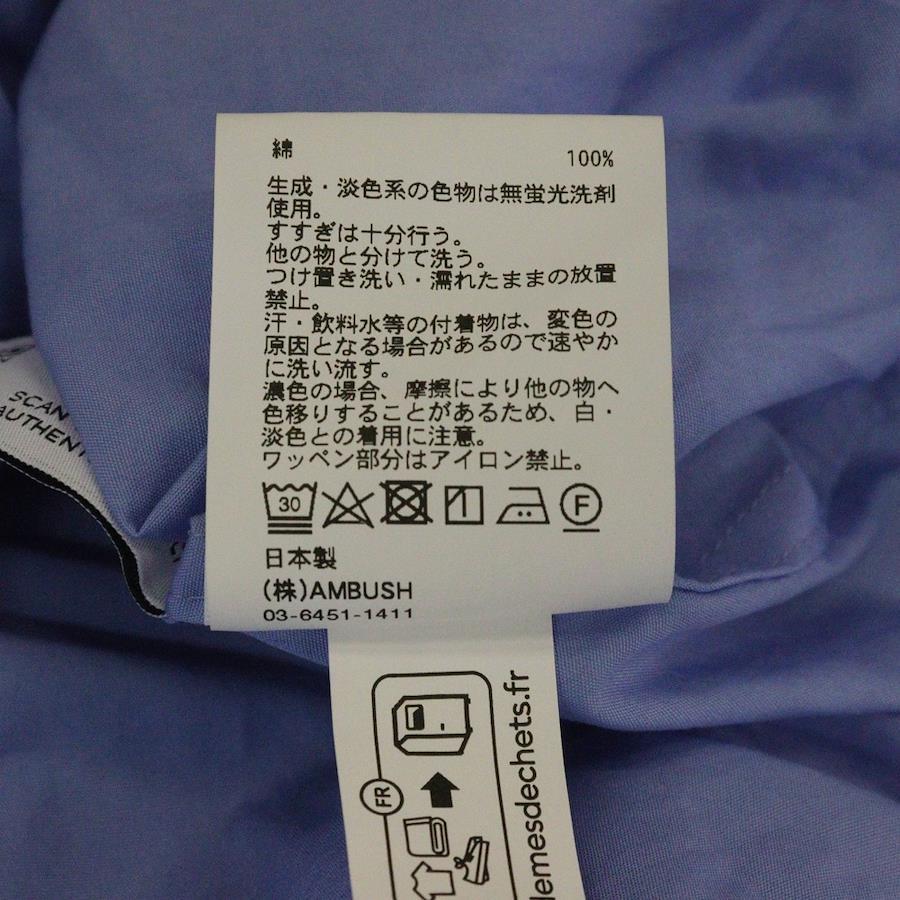 綿 100%
生成・淡色系の色物は無蛍光洗剤
使用。
すすぎは十分行う。
他の物と分けて洗う。
つけ置き洗い・濡れたままの放置
禁止。
汗・飲料水等の付着物は、変色の
原因となる場合があるので速やか
に洗い流す。
濃色の場合、摩擦により他の物へ
色移りすることがあるため、白・
淡色との着用に注意。
ワッペン部分はアイロン禁止。
30 F
日本製
(株)AMBUSH
03-6451-1411
SCAN
AUTHEN
FR
demesdechets.fr